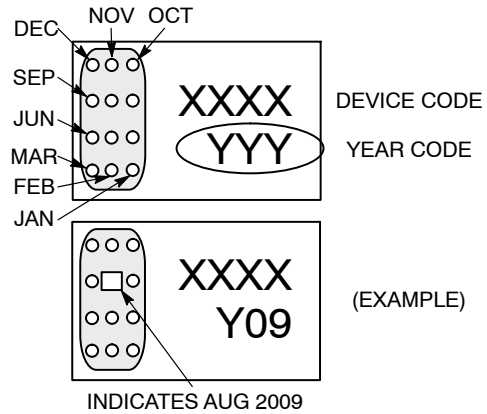 DEC
NOV
OCT
SEP
JUN
MAR
FEB
JAN
XXXX
YYY
DEVICE CODE
YEAR CODE
XXXX
Y09
(EXAMPLE)
INDICATES AUG 2009